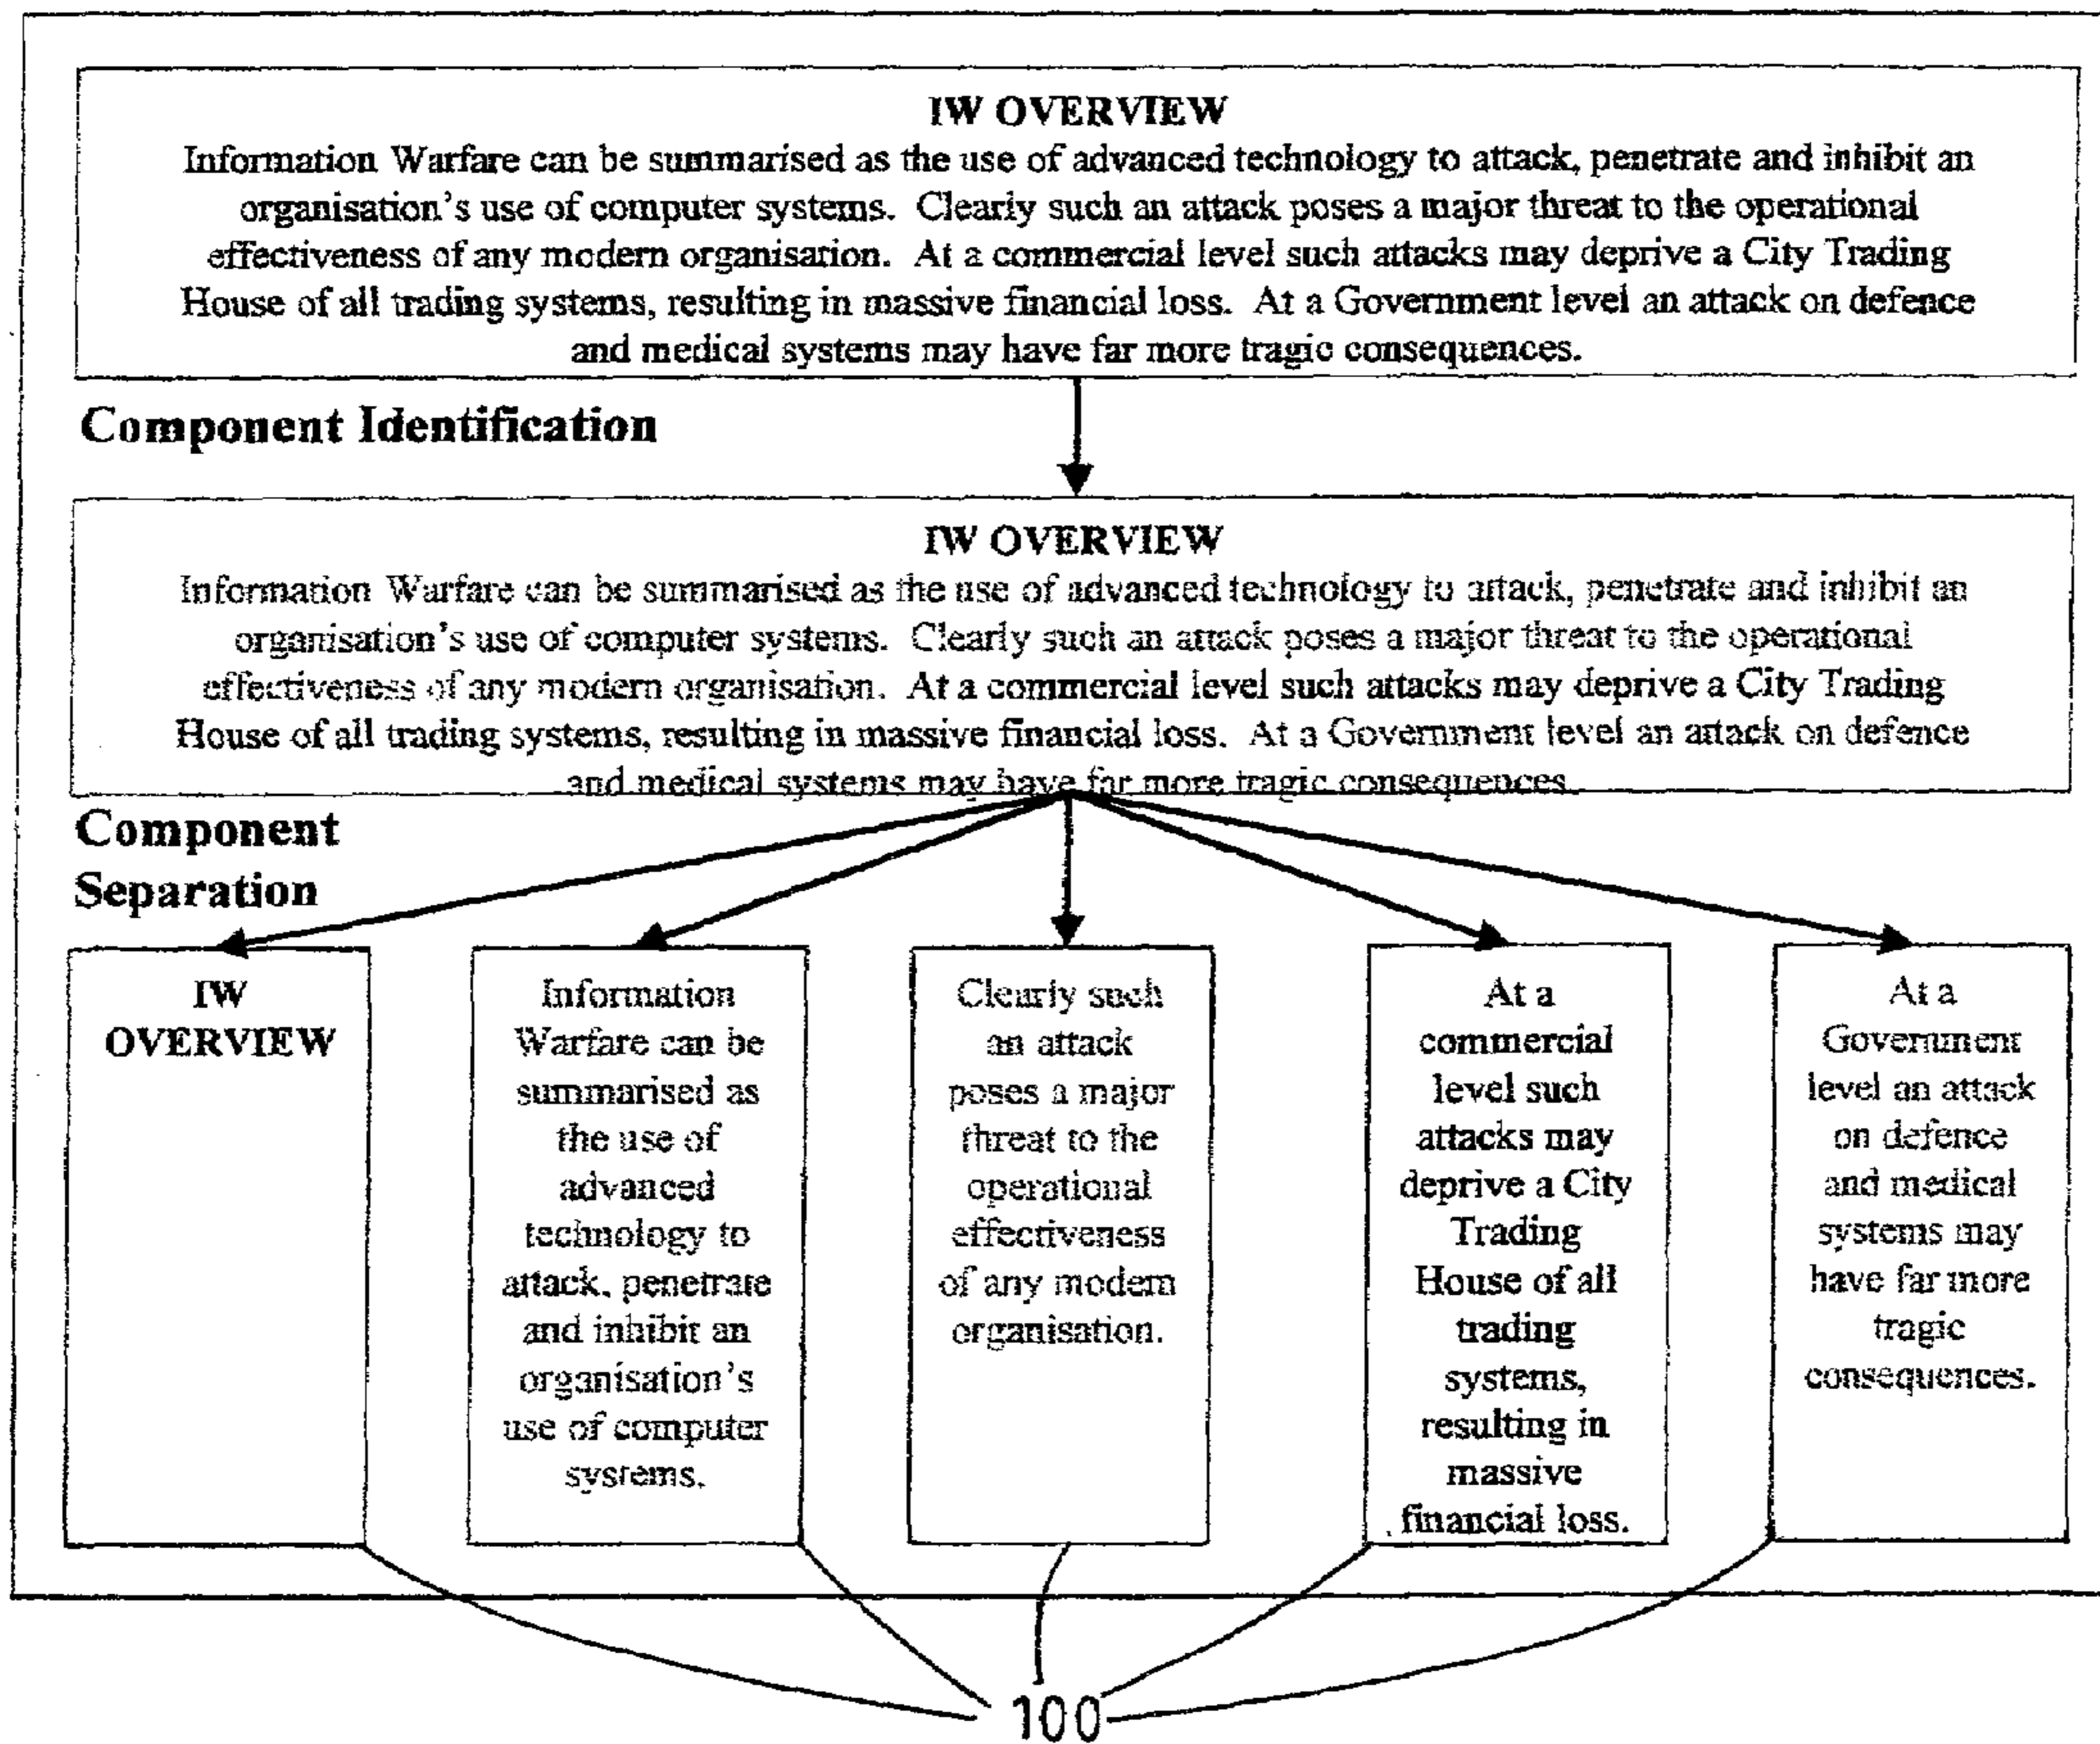 IW OVERVIEW
Information Warfare can be summarised as the use of advanced technology to attack, penetrate and inhibit an
organisation's use of computer systems. Clearly such an attack poses a major threat to the operational
effectiveness of any modern organisation. At a commercial level such attacks may deprive a City Trading
House of all trading systems, resulting in massive financial loss. At a Government level an attack on defence
and medical systems may have far more tragic consequences.
Component Identification
IW OVERVIEW
Information Warfare can be summarised as the use of advanced technology to attack, penetrate and inhibit an
organisation's use of computer systems. Clearly such an attack poses a major threat to the operational
effectiveness of any modern organisation. At a commercial level such attacks may deprive a City Trading
House of all trading systems, resulting in massive financial loss. At a Government level an attack on defence
and medical systems may have far more tragic consequences.
Component
Separation
IW
OVERVIEW
Information
Warfare can be
summarised as
the use of
advanced
technology to
attack, penetrate
and inhibit an
organisation's
use of computer
systems.
Clearly such
an attack
poses a major
threat to the
operational
effectiveness
of any modern
organisation.
At a
commercial
level such
attacks may
deprive a City
Trading
House of all
trading
systems,
resulting in
massive
financial loss.
At a
Government
level an attack
on defence
and medical
systems may
have far more
tragic
consequences.
100